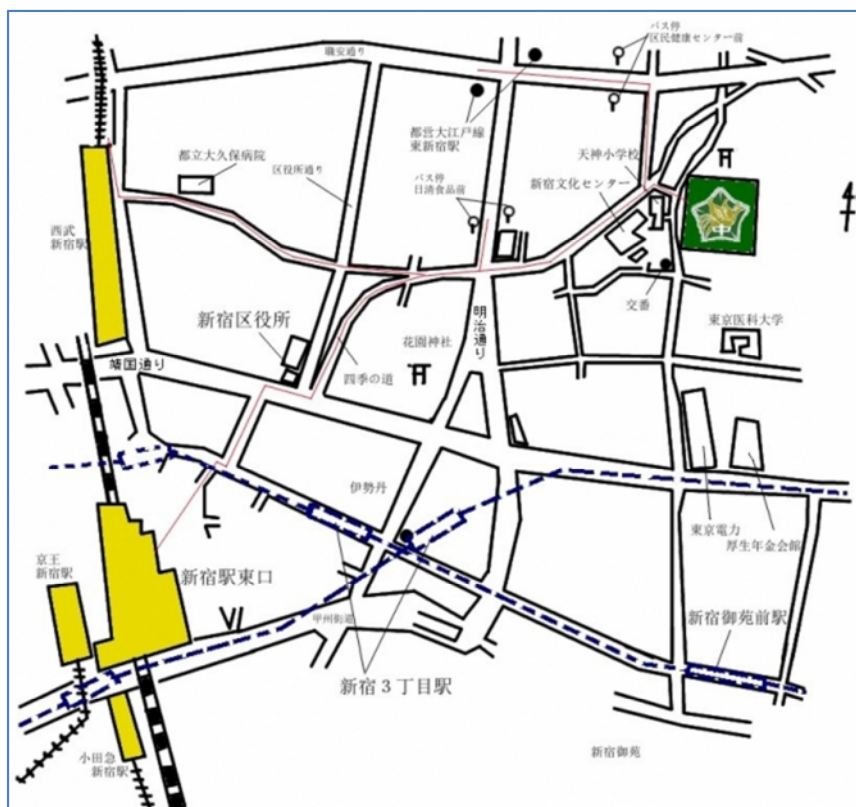 職安通り
バス停
区民健康センター前
都営大江戸線
東新宿駅
天神小学校
都立大久保病院
区役所通り
バス停
日清食品前
新宿文化センター
中
西武
新宿駅
新宿区役所
明治通り
交番
東京医科大学
花園神社
靖国通り
四季の道
伊勢丹
東京電力
厚生年金会館
京王
新宿駅
新宿駅東口
甲州街道
新宿御苑前駅
新宿3丁目駅
小田急
新宿駅
新宿御苑